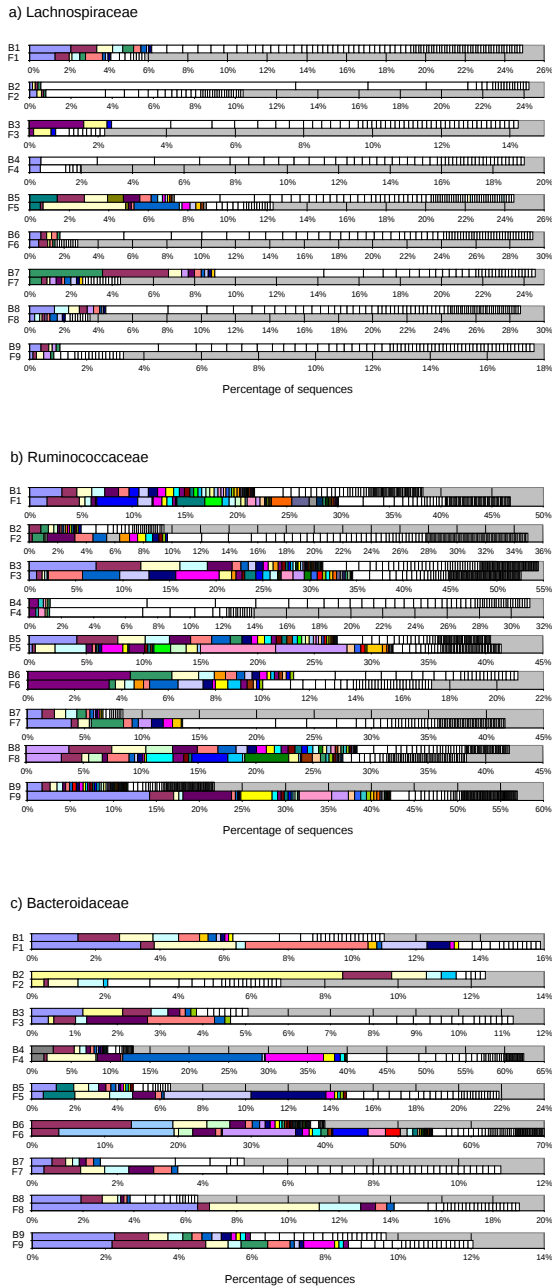 a) Lachnospiraceae
B1
F1
0% 2% 4% 6% 8% 10% 12% 14% 16% 18% 20% 22% 24% 26%
B2
F2
0% 2% 4% 6% 8% 10% 12% 14% 16% 18% 20% 22% 24%
B3
F3
0% 2% 4% 6% 8% 10% 12% 14%
B4
F4
0% 2% 4% 6% 8% 10% 12% 14% 16% 18% 20%
B5
F5
0% 2% 4% 6% 8% 10% 12% 14% 16% 18% 20% 22% 24% 26%
B6
F6
0% 2% 4% 6% 8% 10% 12% 14% 16% 18% 20% 22% 24% 26% 28% 30%
B7
F7
0% 2% 4% 6% 8% 10% 12% 14% 16% 18% 20% 22% 24%
B8
F8
0% 2% 4% 6% 8% 10% 12% 14% 16% 18% 20% 22% 24% 26% 28% 30%
B9
F9
0% 2% 4% 6% 8% 10% 12% 14% 16% 18%
Percentage of sequences
b) Ruminococcaceae
B1
F1
0% 5% 10% 15% 20% 25% 30% 35% 40% 45% 50%
B2
F2
0% 2% 4% 6% 8% 10% 12% 14% 16% 18% 20% 22% 24% 26% 28% 30% 32% 34% 36%
B3
F3
0% 5% 10% 15% 20% 25% 30% 35% 40% 45% 50% 55%
B4
F4
0% 2% 4% 6% 8% 10% 12% 14% 16% 18% 20% 22% 24% 26% 28% 30% 32%
B5
F5
0% 5% 10% 15% 20% 25% 30% 35% 40% 45%
B6
F6
0% 2% 4% 6% 8% 10% 12% 14% 16% 18% 20% 22%
B7
F7
0% 5% 10% 15% 20% 25% 30% 35% 40% 45%
B8
F8
0% 5% 10% 15% 20% 25% 30% 35% 40% 45%
B9
F9
0% 5% 10% 15% 20% 25% 30% 35% 40% 45% 50% 55% 60%
Percentage of sequences
c) Bacteroidaceae
B1
F1
0% 2% 4% 6% 8% 10% 12% 14% 16%
B2
F2
0% 2% 4% 6% 8% 10% 12% 14%
B3
F3
0% 1% 2% 3% 4% 5% 6% 7% 8% 9% 10% 11% 12%
B4
F4
0% 5% 10% 15% 20% 25% 30% 35% 40% 45% 50% 55% 60% 65%
B5
F5
0% 2% 4% 6% 8% 10% 12% 14% 16% 18% 20% 22% 24%
B6
F6
0% 10% 20% 30% 40% 50% 60% 70%
B7
F7
0% 2% 4% 6% 8% 10% 12%
B8
F8
0% 2% 4% 6% 8% 10% 12% 14% 16% 18% 20%
B9
F9
0% 2% 4% 6% 8% 10% 12% 14%
Percentage of sequences